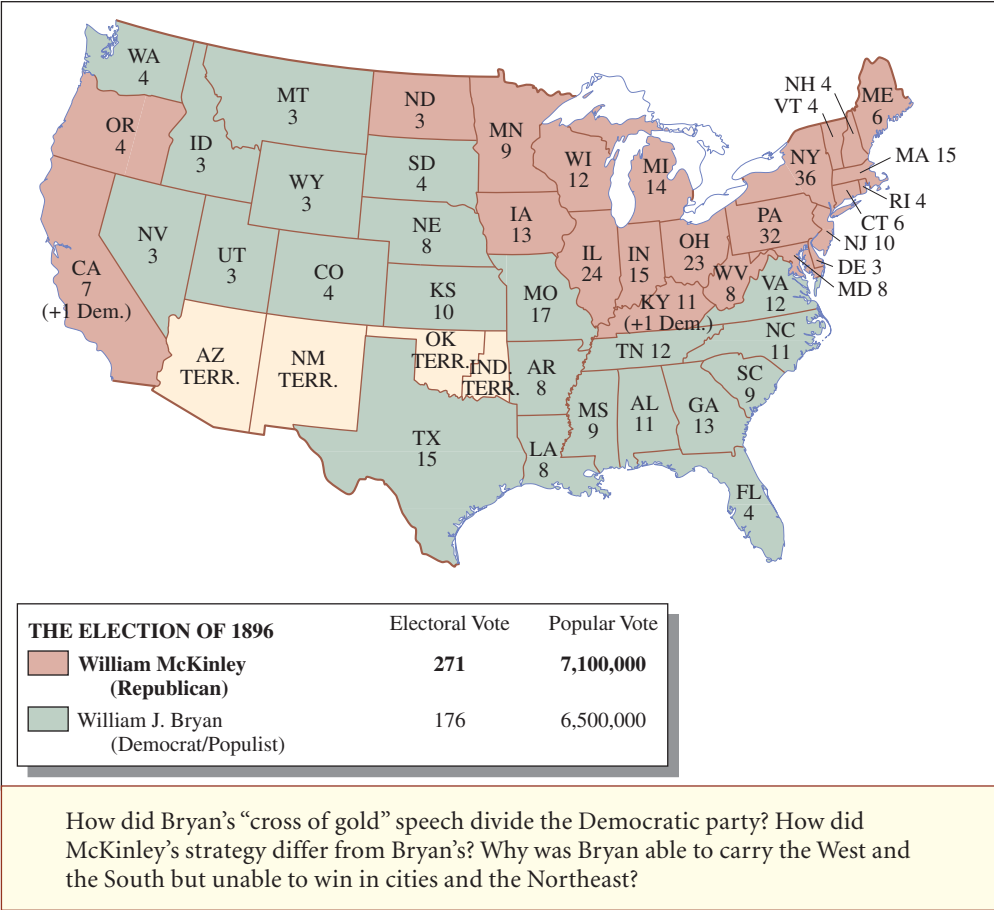 WA
4
MT
3
ND
3
MN
9
OR
4
ID
3
WY
3
SD
4
WI
12
MI
14
NH 4
VT 4
ME
6
NY
36
MA 15
RI 4
CT 6
NJ 10
DE 3
MD 8
PA
32
NV
3
UT
3
CO
4
NE
8
IA
13
IL
24
IN
15
OH
23
WV
8
VA
12
CA
7
(+1 Dem.)
KS
10
MO
17
KY 11
(+1 Dem.)
NC
11
TN 12
SC
9
AZ
TERR.
NM
TERR.
OK
TERR.
IND.
TERR.
AR
8
MS
9
AL
11
GA
13
TX
15
LA
8
FL
4
THE ELECTION OF 1896 Electoral Vote Popular Vote
William McKinley 271 7,100,000
(Republican)
William J. Bryan 176 6,500,000
(Democrat/Populist)
How did Bryan’s “cross of gold” speech divide the Democratic party? How did
McKinley’s strategy differ from Bryan’s? Why was Bryan able to carry the West and
the South but unable to win in cities and the Northeast?